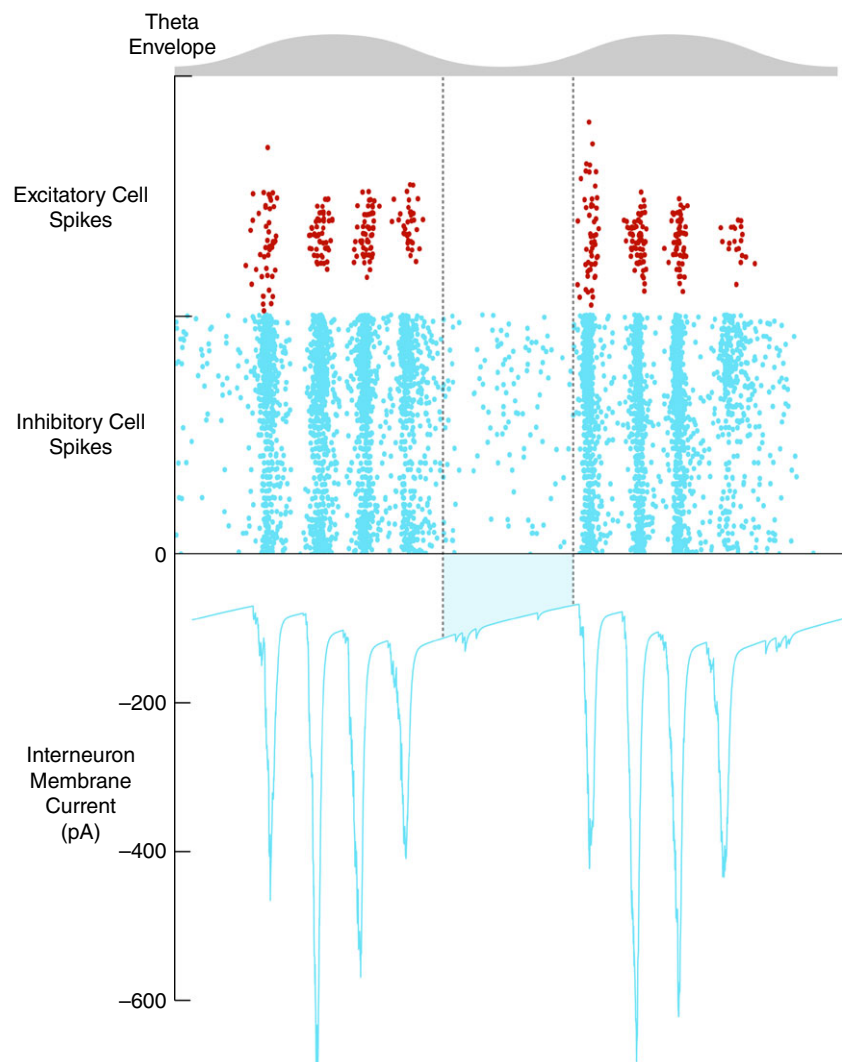 Theta
Envelope
Excitatory Cell
Spikes
Inhibitory Cell
Spikes
0
–200
Interneuron
Membrane
Current
(pA)
–400
–600